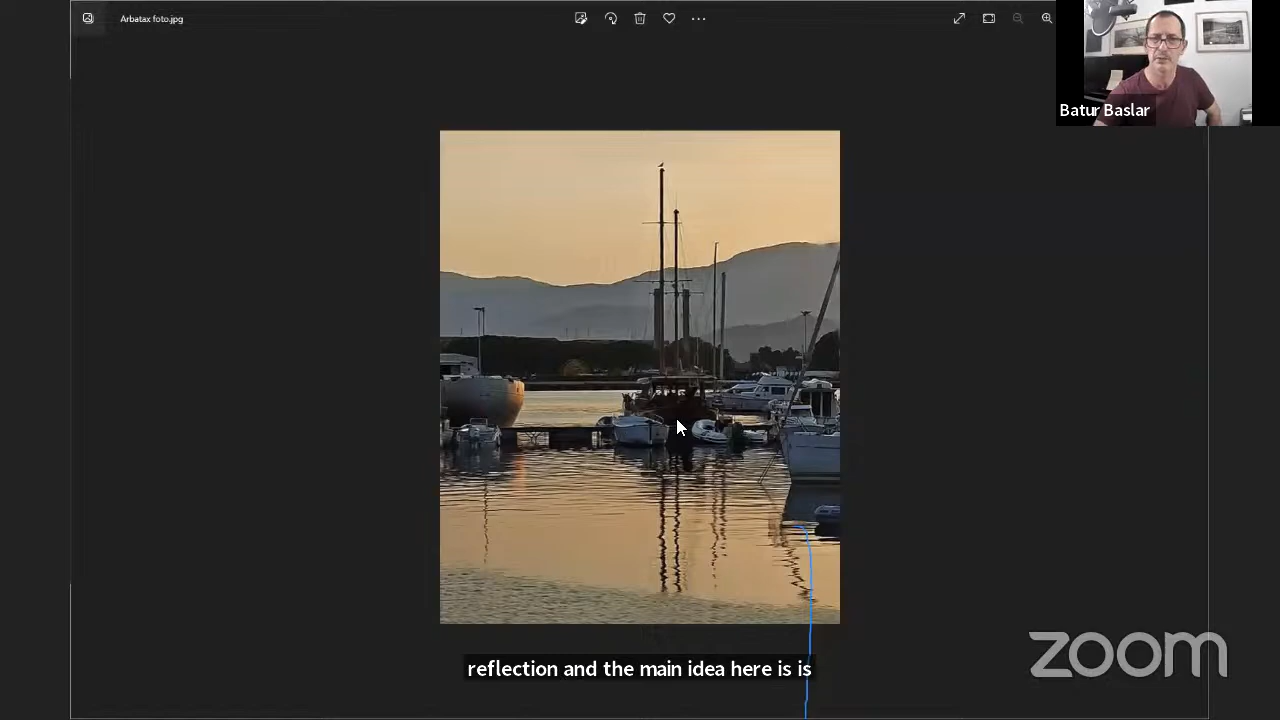 Arbatax foto.jpg
Batur Baslar
reflection and the main idea here is is
zoom